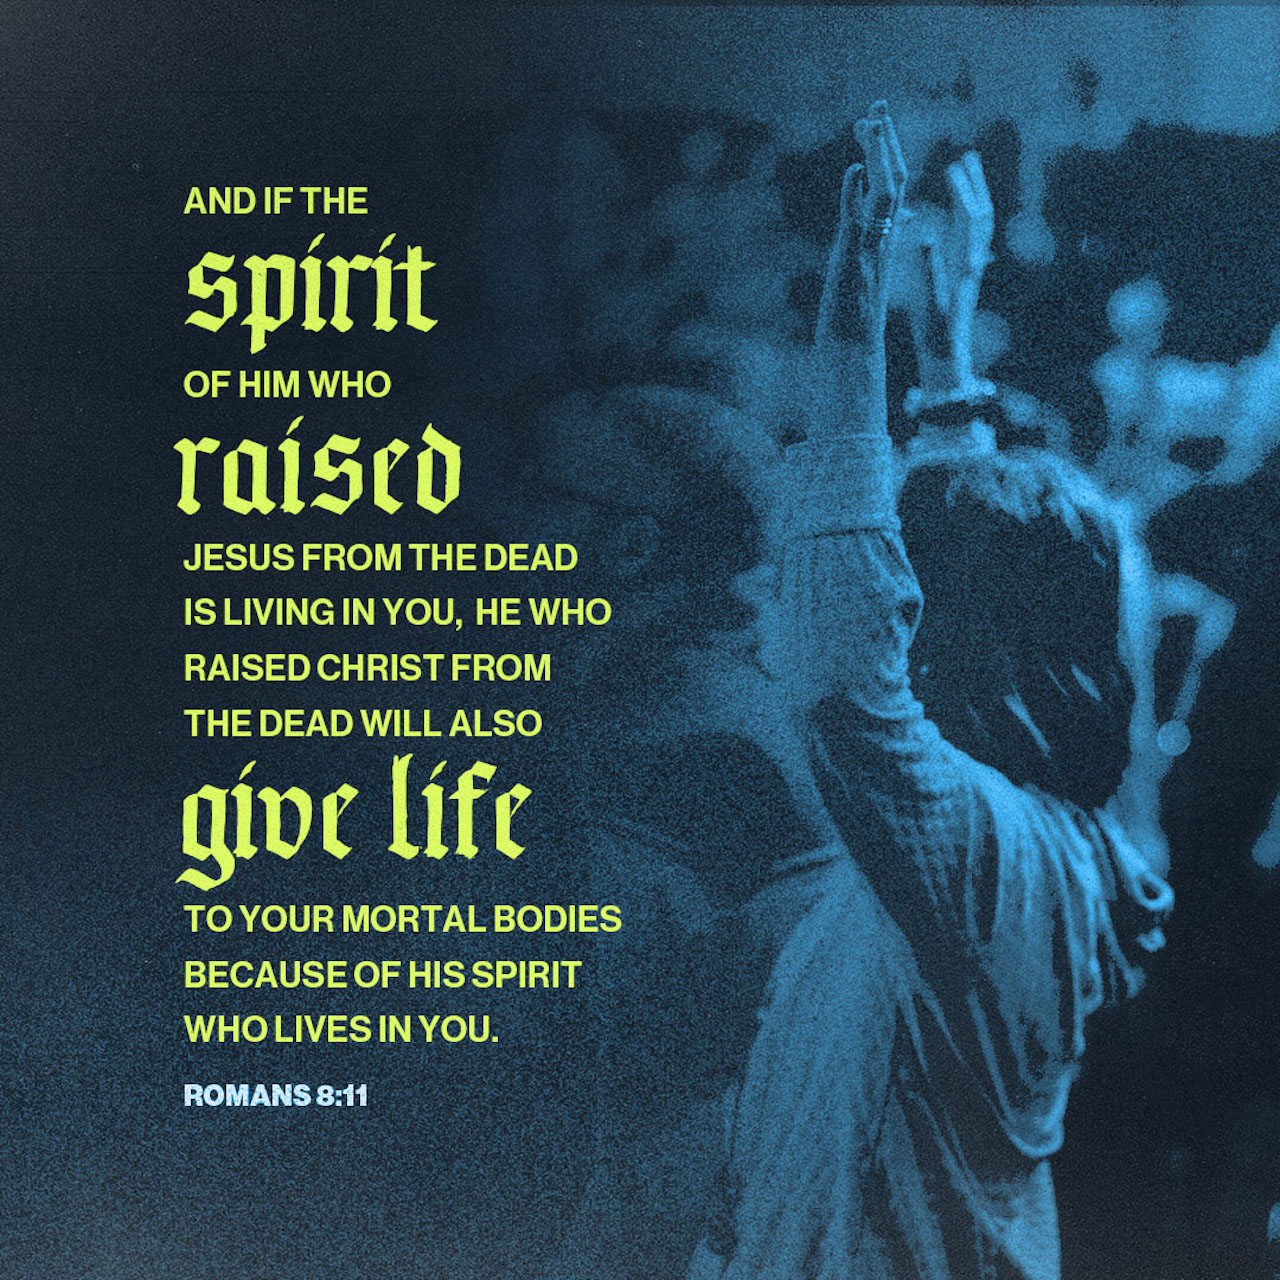 AND IF THE
spirit
OF HIM WHO
raised
JESUS FROM THE DEAD
IS LIVING IN YOU, HE WHO
RAISED CHRIST FROM
THE DEAD WILL ALSO
give life
TO YOUR MORTAL BODIES
BECAUSE OF HIS SPIRIT
WHO LIVES IN YOU.
ROMANS 8:11